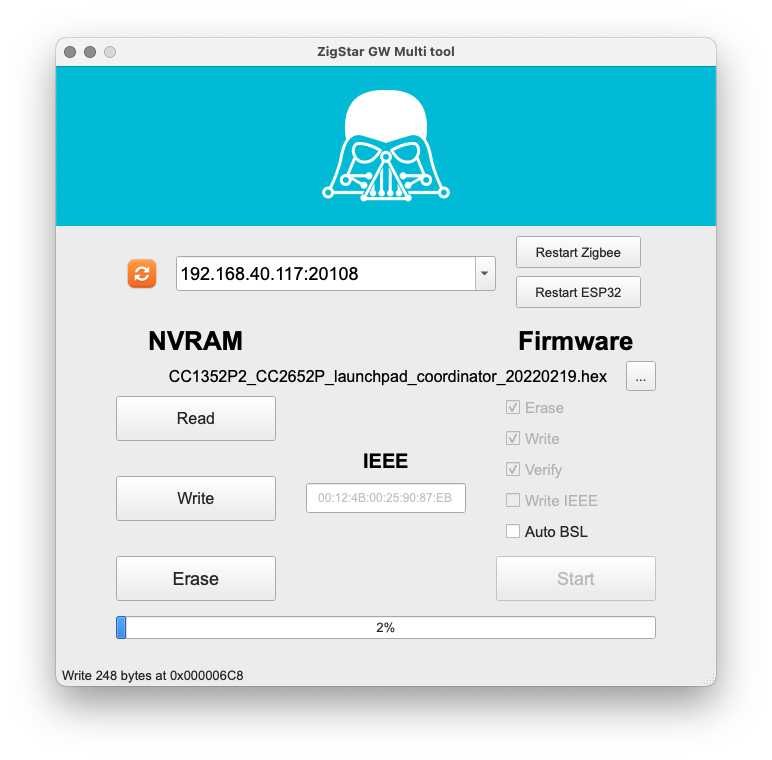 ZigStar GW Multi tool
192.168.40.117:20108
Restart Zigbee
Restart ESP32
NVRAM
Firmware
CC1352P2_CC2652P_launchpad_coordinator_20220219.hex
...
Read
Erase
Write
IEEE
Verify
Write
00:12:4B:00:25:90:87:EB
Write IEEE
Auto BSL
Erase
Start
2%
Write 248 bytes at 0x000006C8